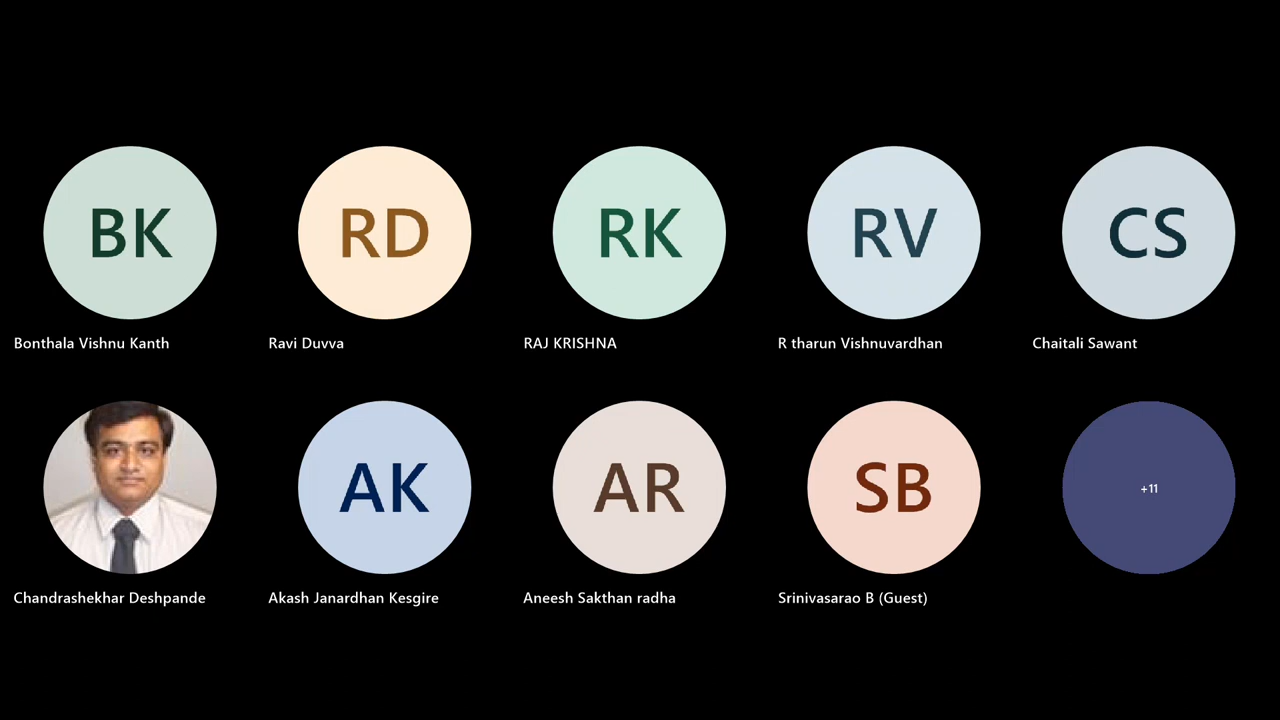 BK
RD
RK
RV
CS
Bonthala Vishnu Kanth
Ravi Duvva
RAJ KRISHNA
R tharun Vishnuvardhan
Chaitali Sawant
AK
AR
SB
+11
Chandrashekhar Deshpande
Akash Janardhan Kesgire
Aneesh Sakthan radha
Srinivasarao B (Guest)